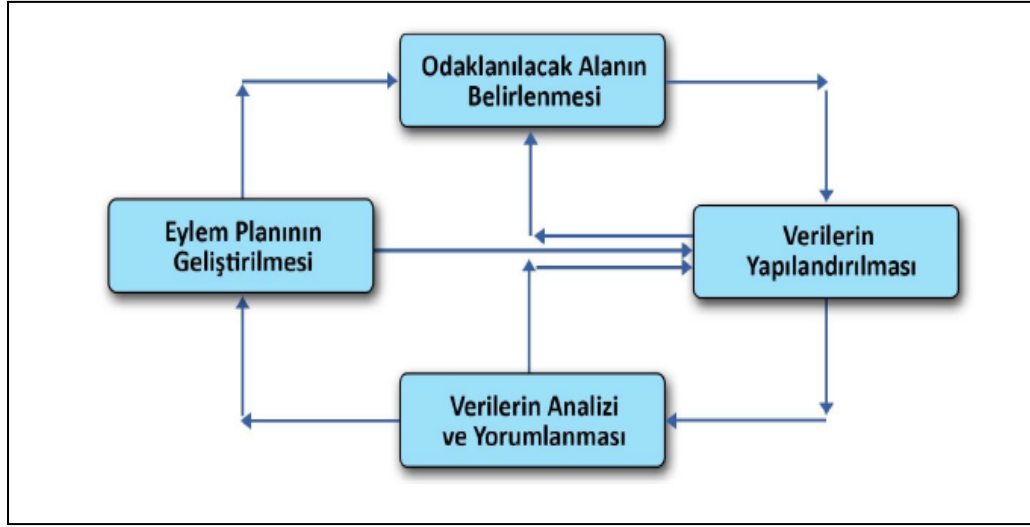 Odaklanılacak Alanın
Belirlenmesi
Eylem Planının
Geliştirilmesi
Verilerin
Yapılandırılması
Verilerin Analizi
ve Yorumlanması